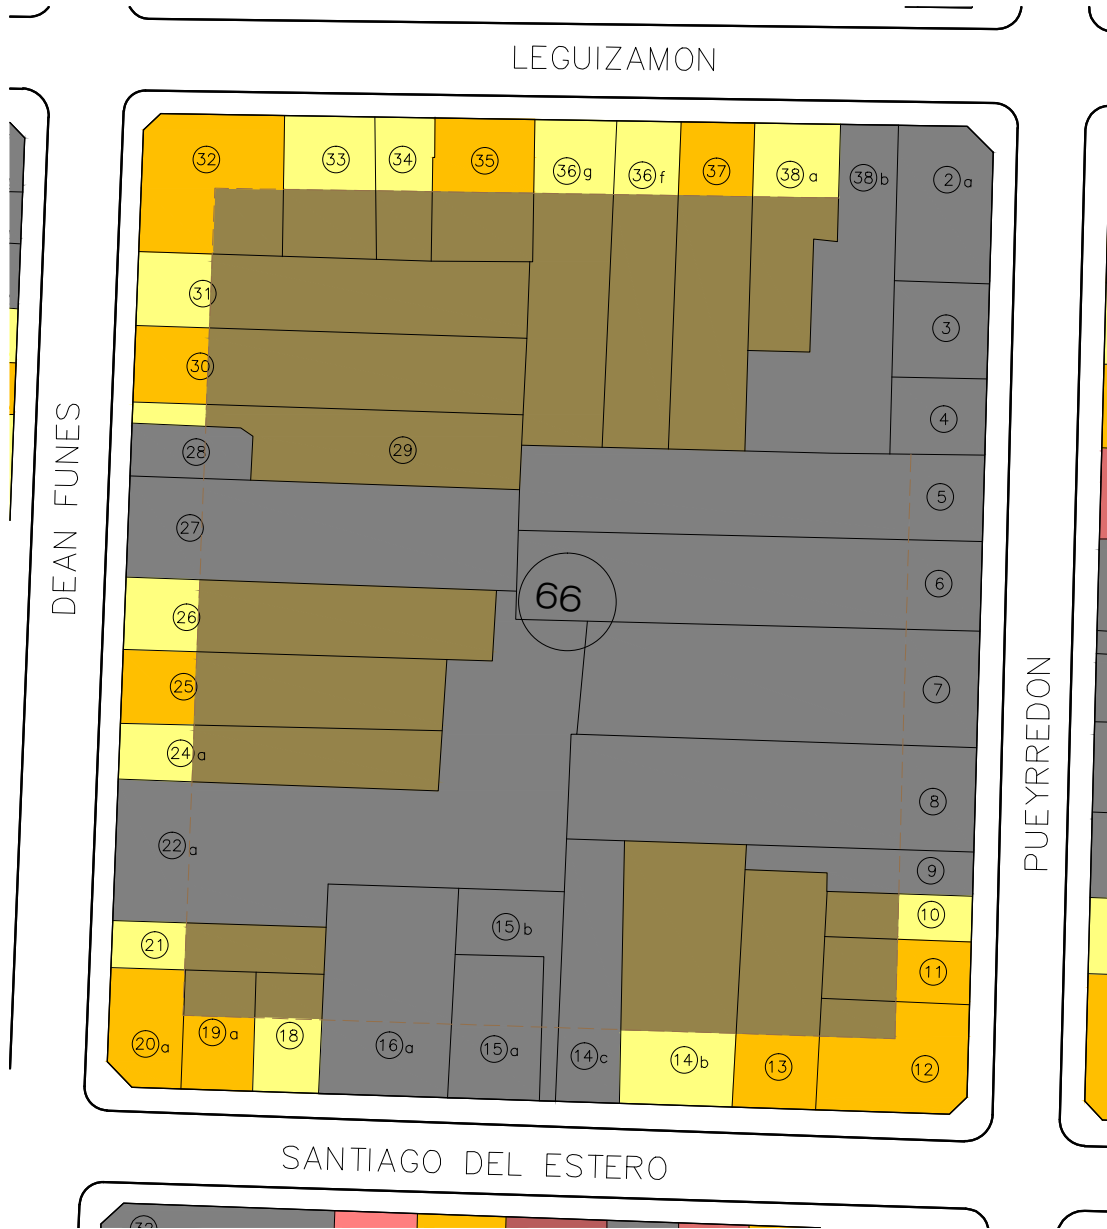 LEGUIZAMON
32
33
34
35
36 g
36 f
37
38 a
38 b
2 a
31
3
30
4
28
29
5
27
DEAN FUNES
66
6
26
25
7
PUEYRREDON
24 a
8
22 a
9
10
15 b
21
11
20 a
19 a
18
16 a
15 a
14 c
14 b
13
12
SANTIAGO DEL ESTERO
32